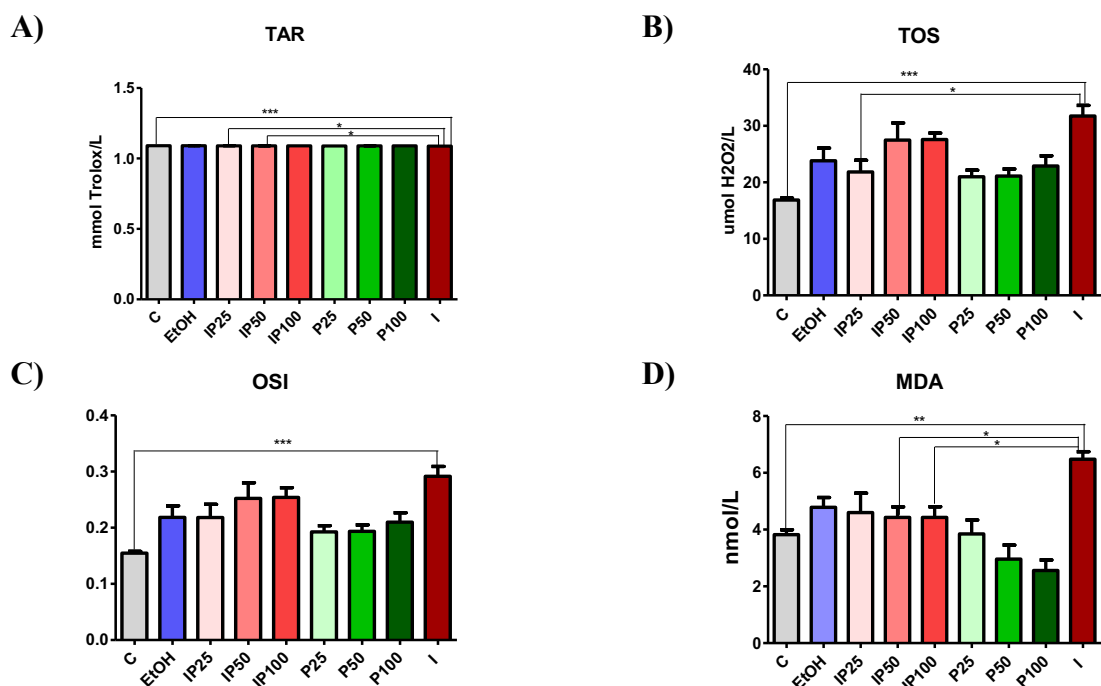 A)
TAR
mmol Trolox/L
1.5
1.0
0.5
0.0
***
*
*
C
EtOH
IP25
IP50
IP100
P25
P50
P100
I
B)
TOS
umol H2O2/L
40
30
20
10
0
***
*
C
EtOH
IP25
IP50
IP100
P25
P50
P100
I
C)
OSI
0.4
0.3
0.2
0.1
0.0
***
C
EtOH
IP25
IP50
IP100
P25
P50
P100
I
D)
MDA
nmol/L
8
6
4
2
0
**
*
*
C
EtOH
IP25
IP50
IP100
P25
P50
P100
I